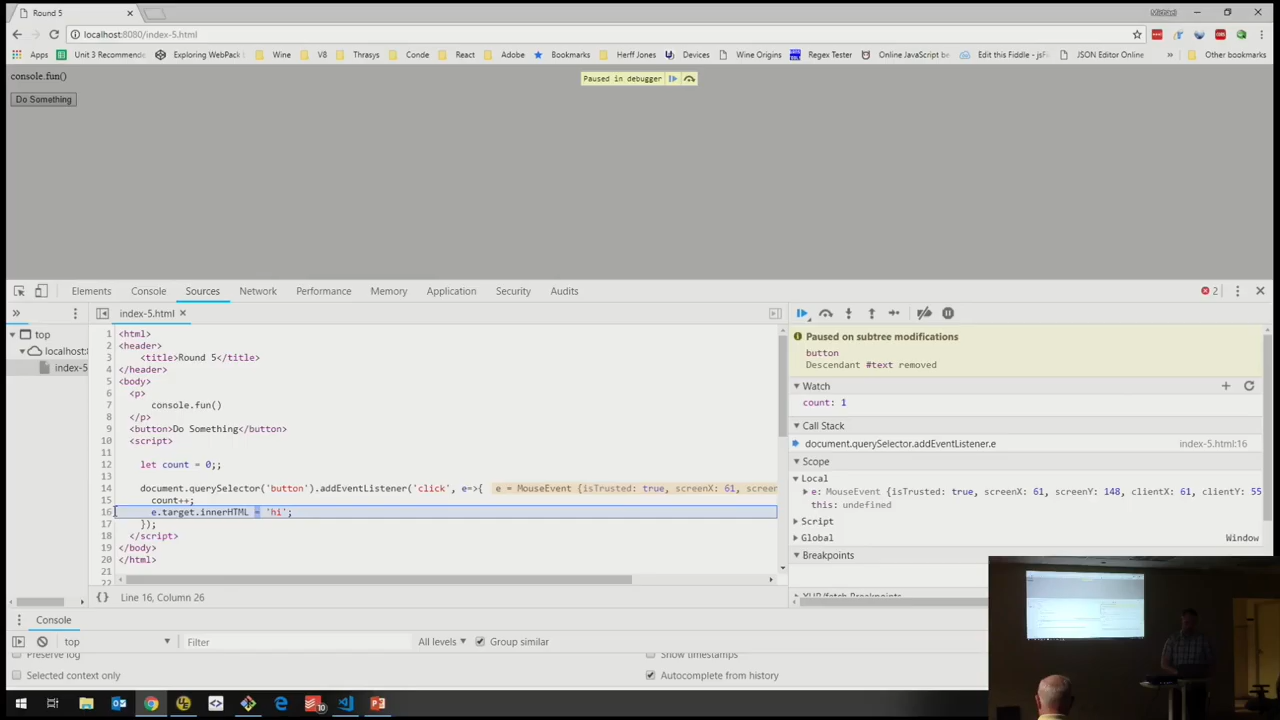 Round 5
Michael
localhost:8080/index-5.html
Apps
Unit 3 Recommende
Exploring WebPack
Wine
V8
Thrasys
Conde
React
Adobe
Bookmarks
Herff Jones
Devices
Wine Origins
Regex Tester
Online JavaScript be
Edit this Fiddle - jsFi
JSON Editor Online
»
Other bookmarks
console.fun()
Paused in debugger
Do Something
Elements
Console
Sources
Network
Performance
Memory
Application
Security
Audits
2
»
index-5.html
top
localhost:8
index-5
1 <html>
2 <header>
3 <title>Round 5</title>
4 </header>
5 <body>
6 <p>
7 console.fun()
8 </p>
9 <button>Do Something</button>
10 <script>
11
12 let count = 0;;
13
14 document.querySelector('button').addEventListener('click', e=>{ e = MouseEvent {isTrusted: true, screenX: 61, screen
15 count++;
16 e.target.innerHTML = 'hi';
17 });
18 </script>
19 </body>
20 </html>
21
22
{} Line 16, Column 26
Paused on subtree modifications
button
Descendant #text removed
Watch
count: 1
Call Stack
document.querySelector.addEventListener.e index-5.html:16
Scope
Local
e: MouseEvent {isTrusted: true, screenX: 61, screenY: 148, clientX: 61, clientY: 55
this: undefined
Script
Global Window
Breakpoints
XHR/fetch Breakpoints
Console
top
Filter
All levels
Group similar
Preserve log
Show timestamps
Selected context only
Autocomplete from history
10